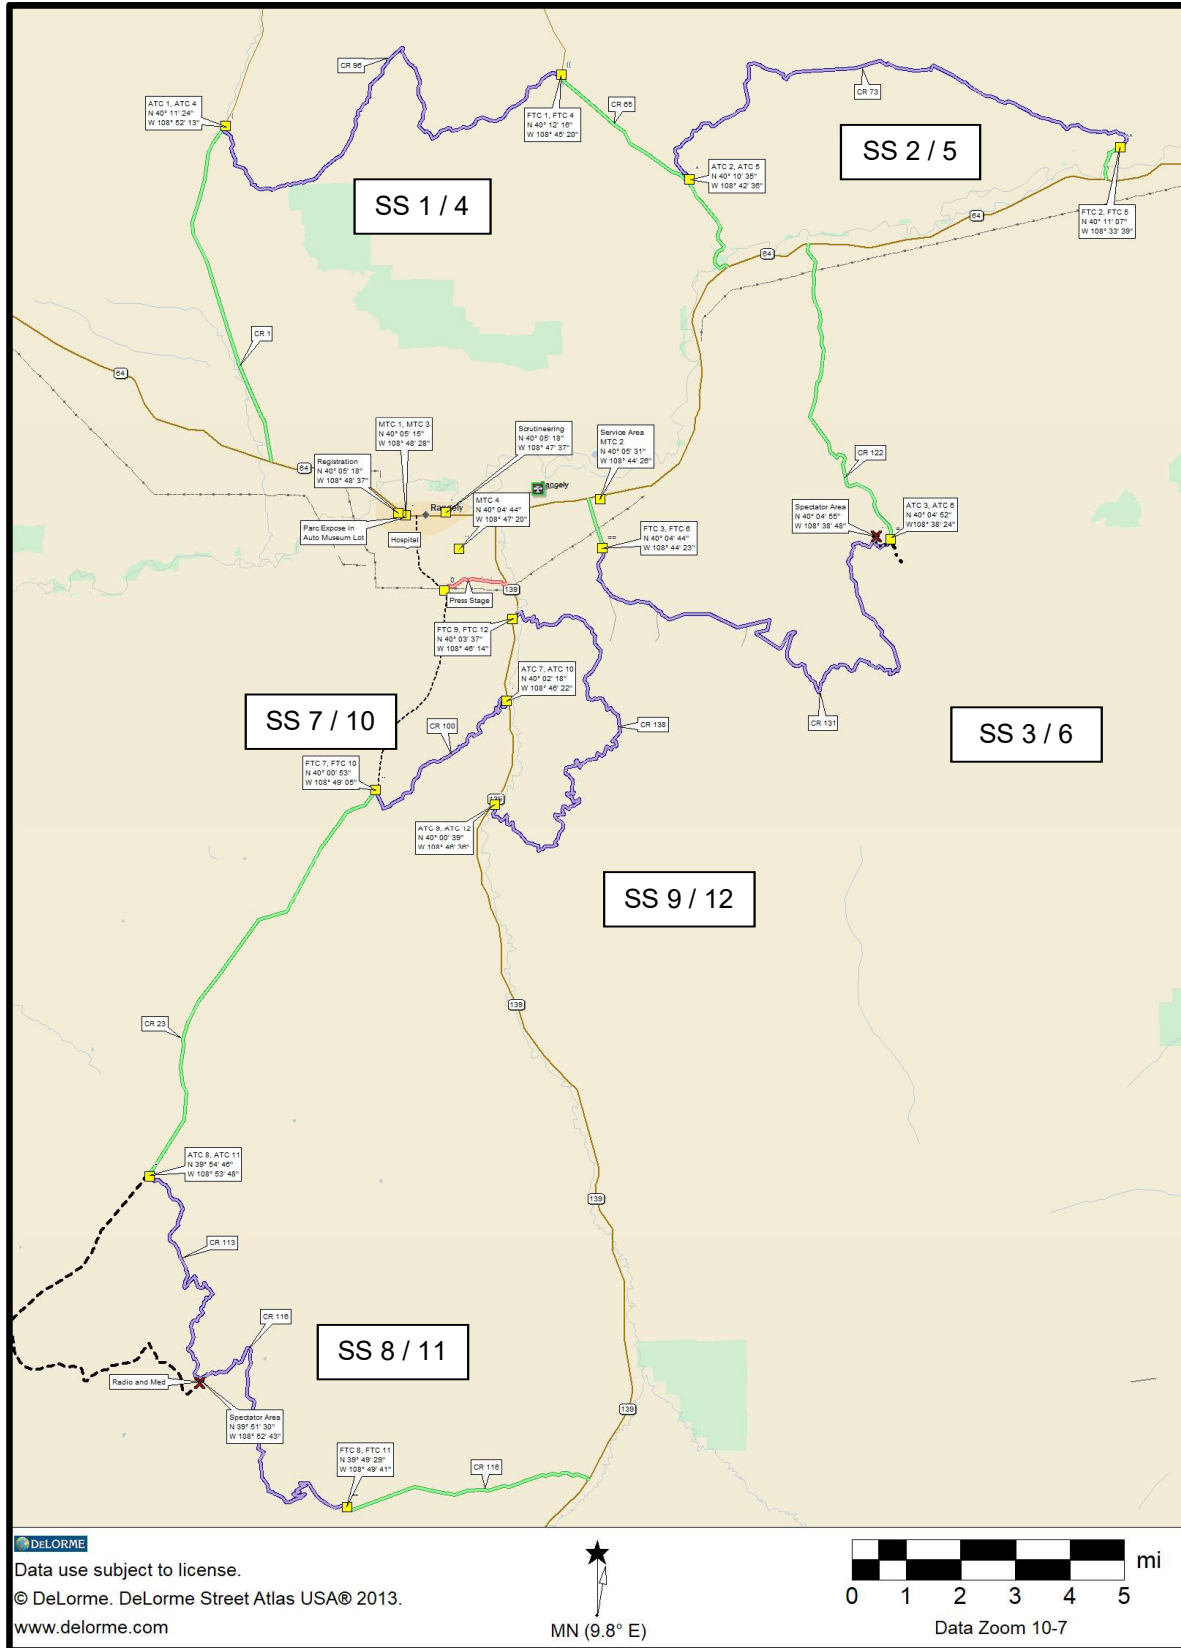 CR 96
ATC 1, ATC 4
N 40° 11' 24"
W 108° 52' 13"
FTC 1, FTC 4
N 40° 12' 16"
W 108° 45' 20"
CR 65
CR 73
SS 2 / 5
ATC 2, ATC 5
N 40° 10' 35"
W 108° 42' 36"
FTC 2, FTC 5
N 40° 11' 07"
W 108° 33' 39"
SS 1 / 4
64
64
CR 1
64
64
MTC 1, MTC 3
N 40° 05' 15"
W 108° 48' 28"
Scrutineering
N 40° 05' 18"
W 108° 47' 37"
Service Area
MTC 2
N 40° 05' 31"
W 108° 44' 26"
Registration
N 40° 05' 18"
W 108° 48' 37"
CR 122
MTC 4
N 40° 04' 44"
W 108° 47' 20"
Parc Expose in
Auto Museum Lot
Hospital
Spectator Area
N 40° 04' 55"
W 108° 38' 48"
ATC 3, ATC 6
N 40° 04' 52"
W 108° 38' 24"
FTC 3, FTC 6
N 40° 04' 44"
W 108° 44' 23"
139
Press Stage
FTC 9, FTC 12
N 40° 03' 37"
W 108° 46' 14"
ATC 7, ATC 10
N 40° 02' 18"
W 108° 46' 22"
SS 7 / 10
CR 100
CR 138
CR 131
SS 3 / 6
FTC 7, FTC 10
N 40° 00' 53"
W 108° 49' 05"
ATC 9, ATC 12
N 40° 00' 39"
W 108° 46' 36"
SS 9 / 12
139
CR 23
ATC 8, ATC 11
N 39° 54' 46"
W 108° 53' 48"
139
CR 113
CR 116
SS 8 / 11
Radio and Med
Spectator Area
N 39° 51' 30"
W 108° 52' 43"
139
FTC 8, FTC 11
N 39° 49' 29"
W 108° 49' 41"
CR 116
DELORME
Data use subject to license.
© DeLorme. DeLorme Street Atlas USA® 2013.
www.delorme.com
MN (9.8° E)
mi
0 1 2 3 4 5
Data Zoom 10-7